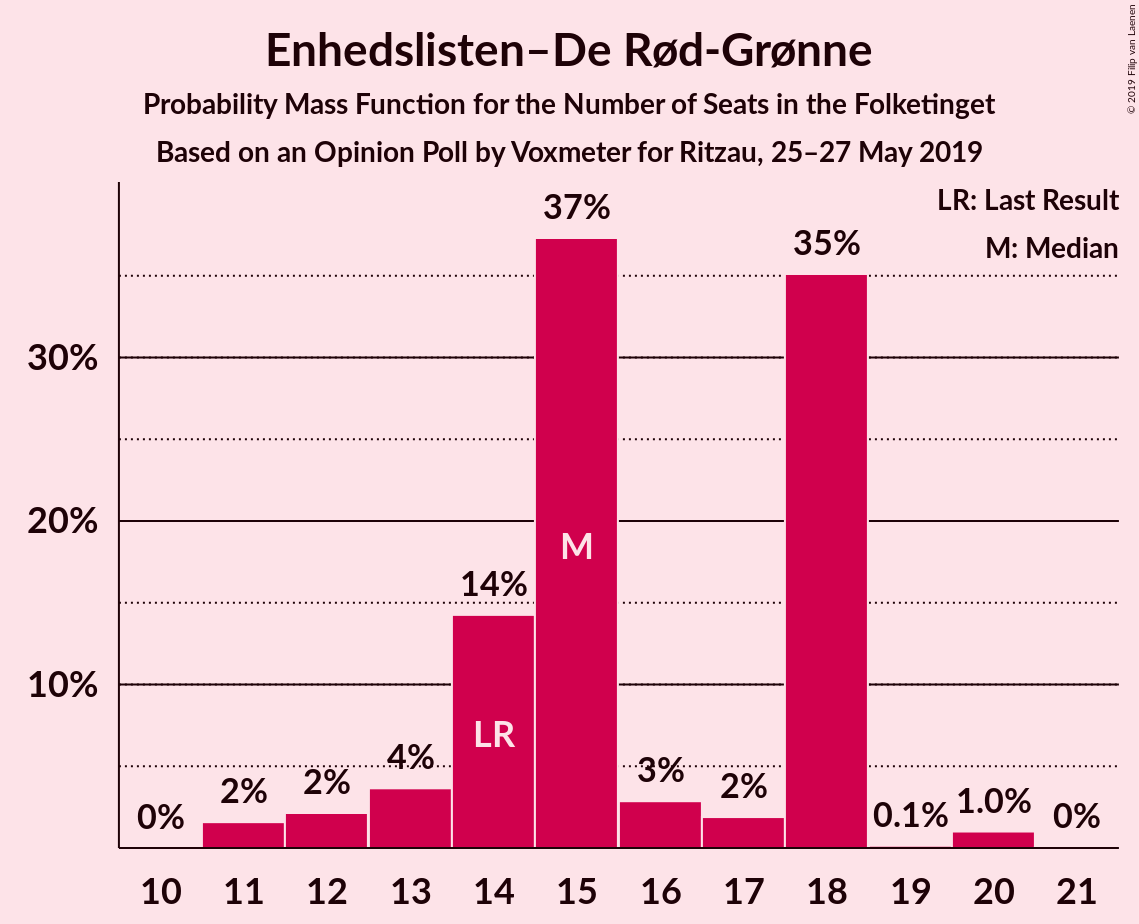 Enhedslisten–De Rød-Grønne
Probability Mass Function for the Number of Seats in the Folketinget
Based on an Opinion Poll by Voxmeter for Ritzau, 25–27 May 2019
© 2019 Filip van Laenen
LR: Last Result
M: Median
37%
35%
30%
20%
10%
14%
M
LR
4%
3%
2%
2%
2%
0%
0.1%
1.0%
0%
10 11 12 13 14 15 16 17 18 19 20 21